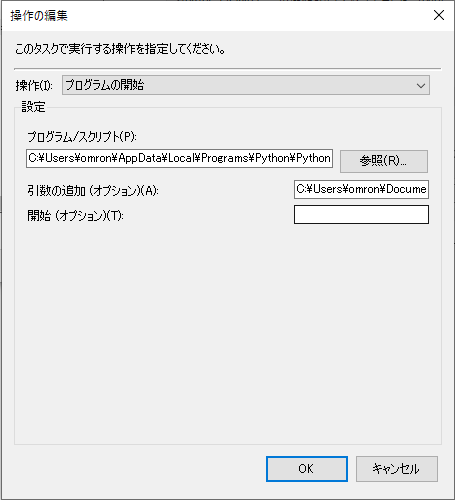 操作の編集
このタスクで実行する操作を指定してください。
操作(I): プログラムの開始
設定
プログラム/スクリプト(P):
C:¥Users¥omron¥AppData¥Local¥Programs¥Python¥Python 参照(R)...
引数の追加 (オプション)(A): C:¥Users¥omron¥Docume
開始 (オプション)(T):
OK キャンセル